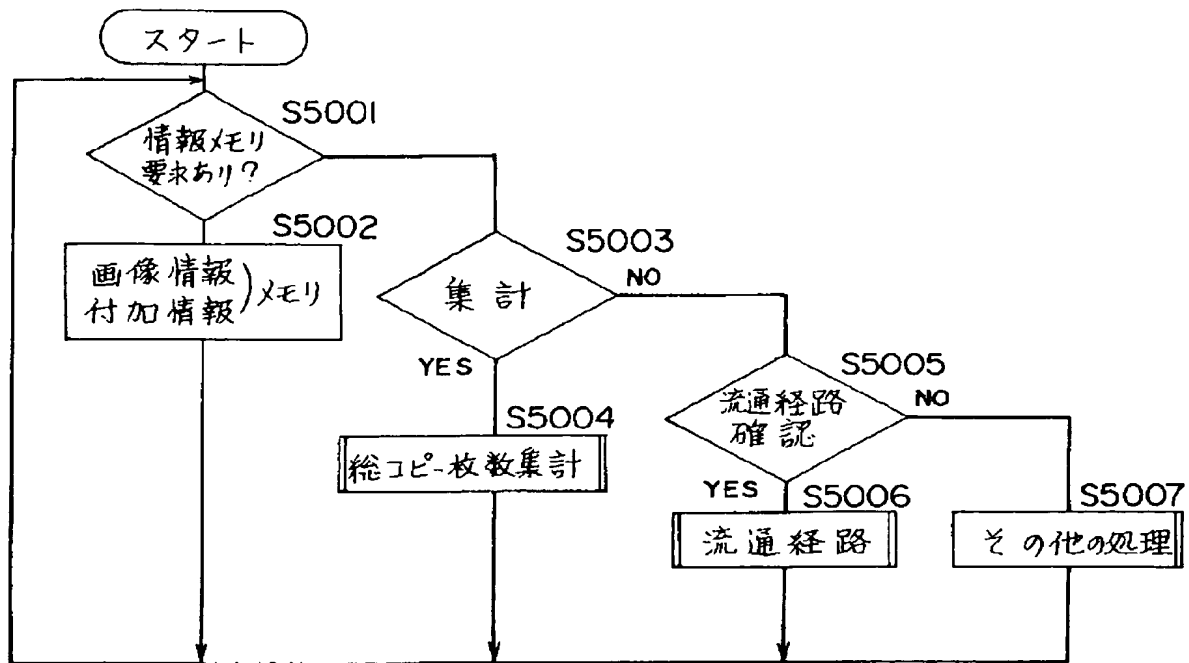 スタート
S5001
情報メモリ
要求あり?
S5002
画像情報
付加情報
)メモリ
S5003
集計
NO
YES
S5004
総コピー枚数集計
S5005
流通経路
確認
NO
YES
S5006
流通経路
S5007
その他の処理